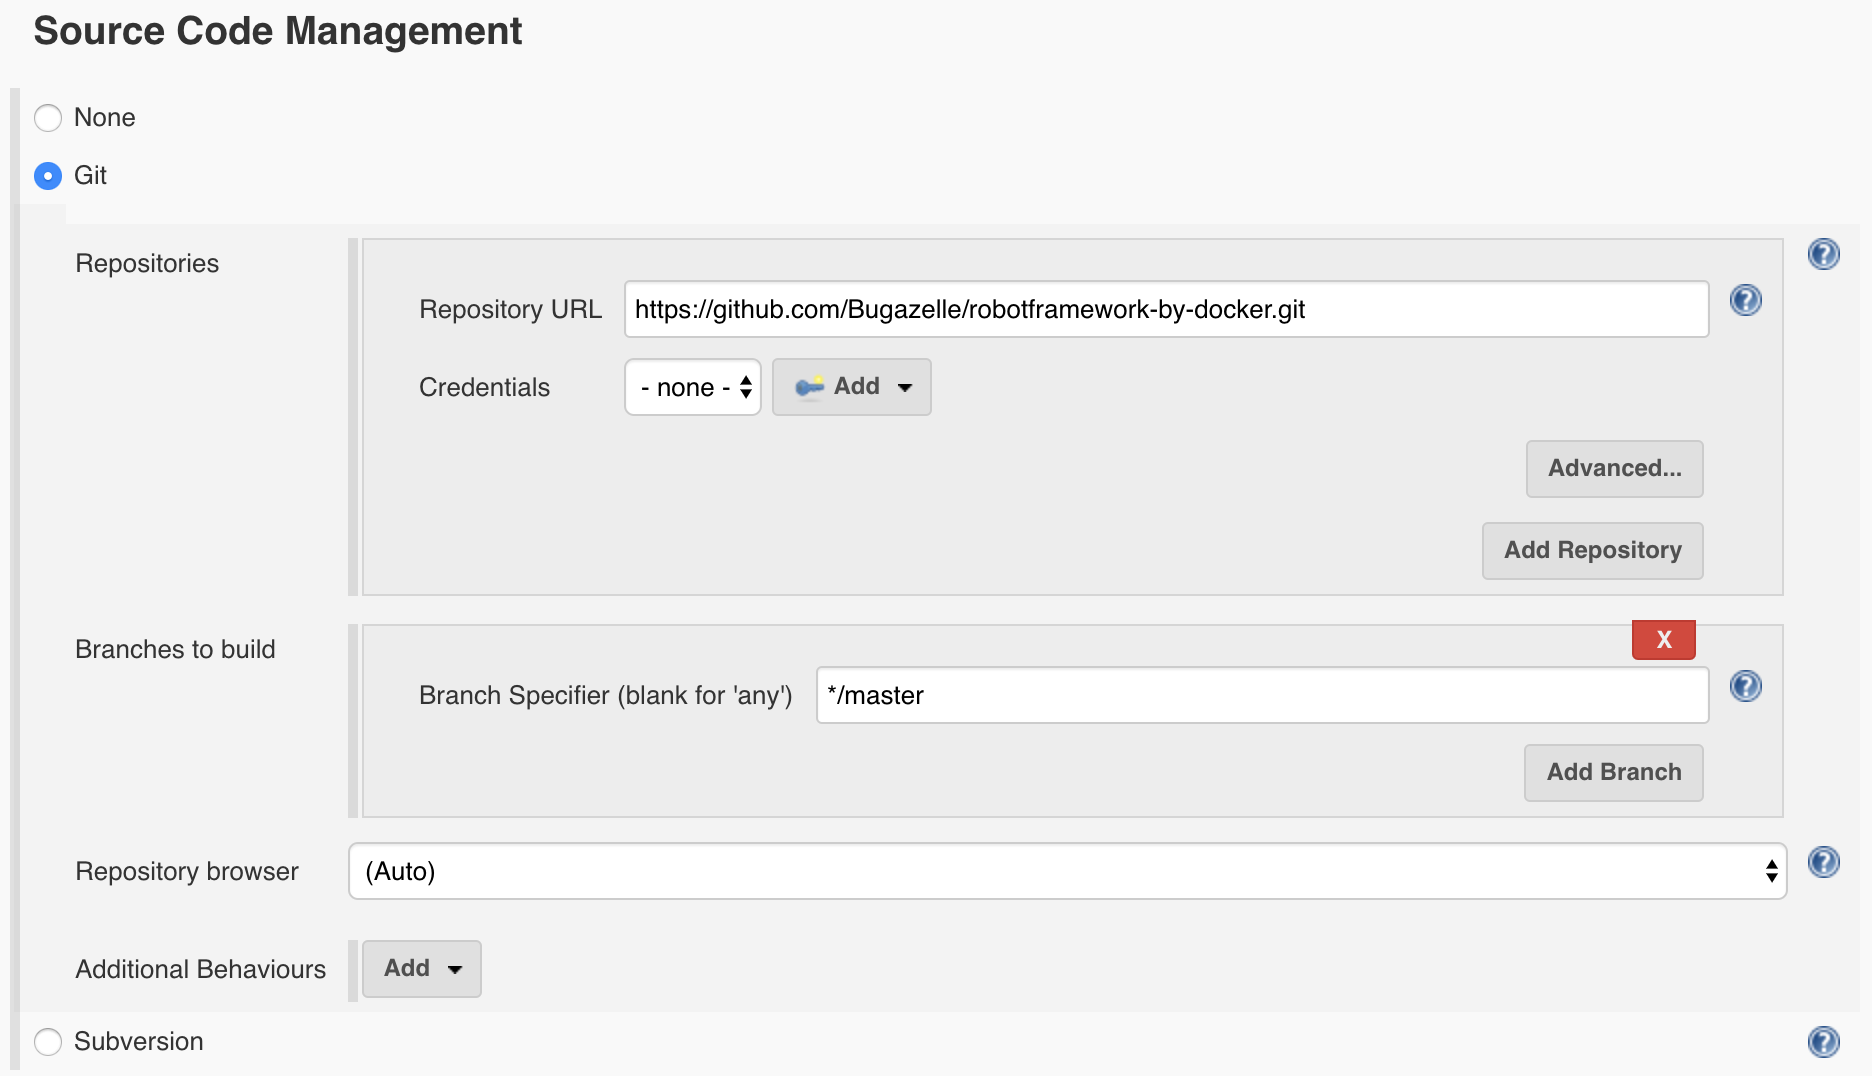 Source Code Management
None
Git
Repositories
Repository URL https://github.com/Bugazelle/robotframework-by-docker.git
Credentials - none - Add
Advanced...
Add Repository
Branches to build
X
Branch Specifier (blank for 'any') */master
Add Branch
Repository browser (Auto)
Additional Behaviours Add
Subversion